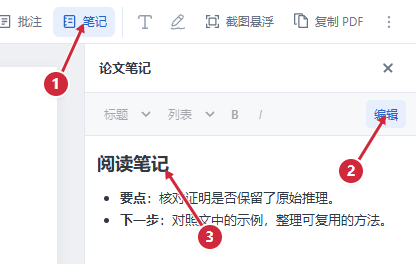 批注 笔记 T 截图悬浮 复制 PDF
1
论文笔记
标题 列表 B I 编辑
2
阅读笔记
• 要点：核对证明是否保留了原始推理。
• 下一步：对照文中的示例，整理可复用的方法。
3